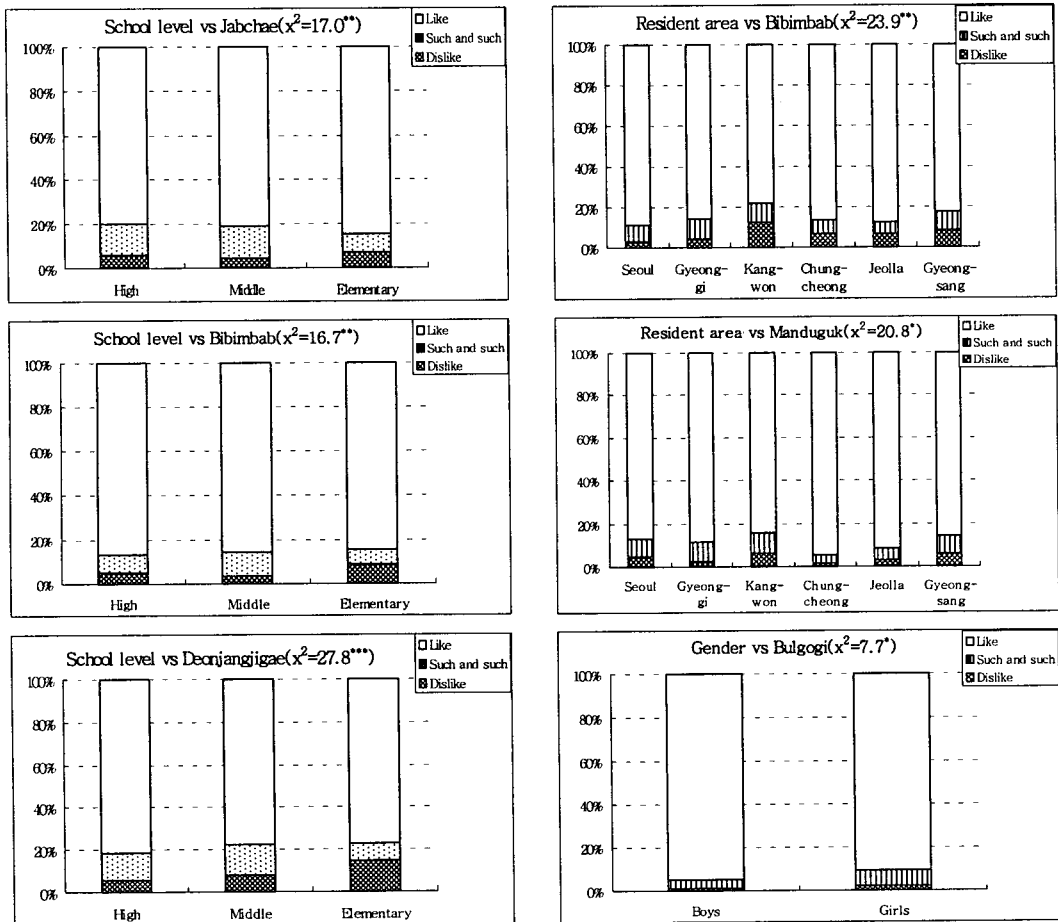 School level vs Jabchae(x²=17.0**)
Like
Such and such
Dislike
100%
80%
60%
40%
20%
0%
High Middle Elementary
Resident area vs Bibimbab(x²=23.9**)
Like
Such and such
Dislike
100%
80%
60%
40%
20%
0%
Seoul Gyeong- Kang- Chung- Jeolla Gyeong-
gi won cheong sang
School level vs Bibimbab(x²=16.7**)
Like
Such and such
Dislike
100%
80%
60%
40%
20%
0%
High Middle Elementary
Resident area vs Manduguk(x²=20.8*)
Like
Such and such
Dislike
100%
80%
60%
40%
20%
0%
Seoul Gyeong- Kang- Chung- Jeolla Gyeong-
gi won cheong sang
School level vs Deonjangjigae(x²=27.8***)
Like
Such and such
Dislike
100%
80%
60%
40%
20%
0%
High Middle Elementary
Gender vs Bulgogi(x²=7.7*)
Like
Such and such
Dislike
100%
80%
60%
40%
20%
0%
Boys Girls